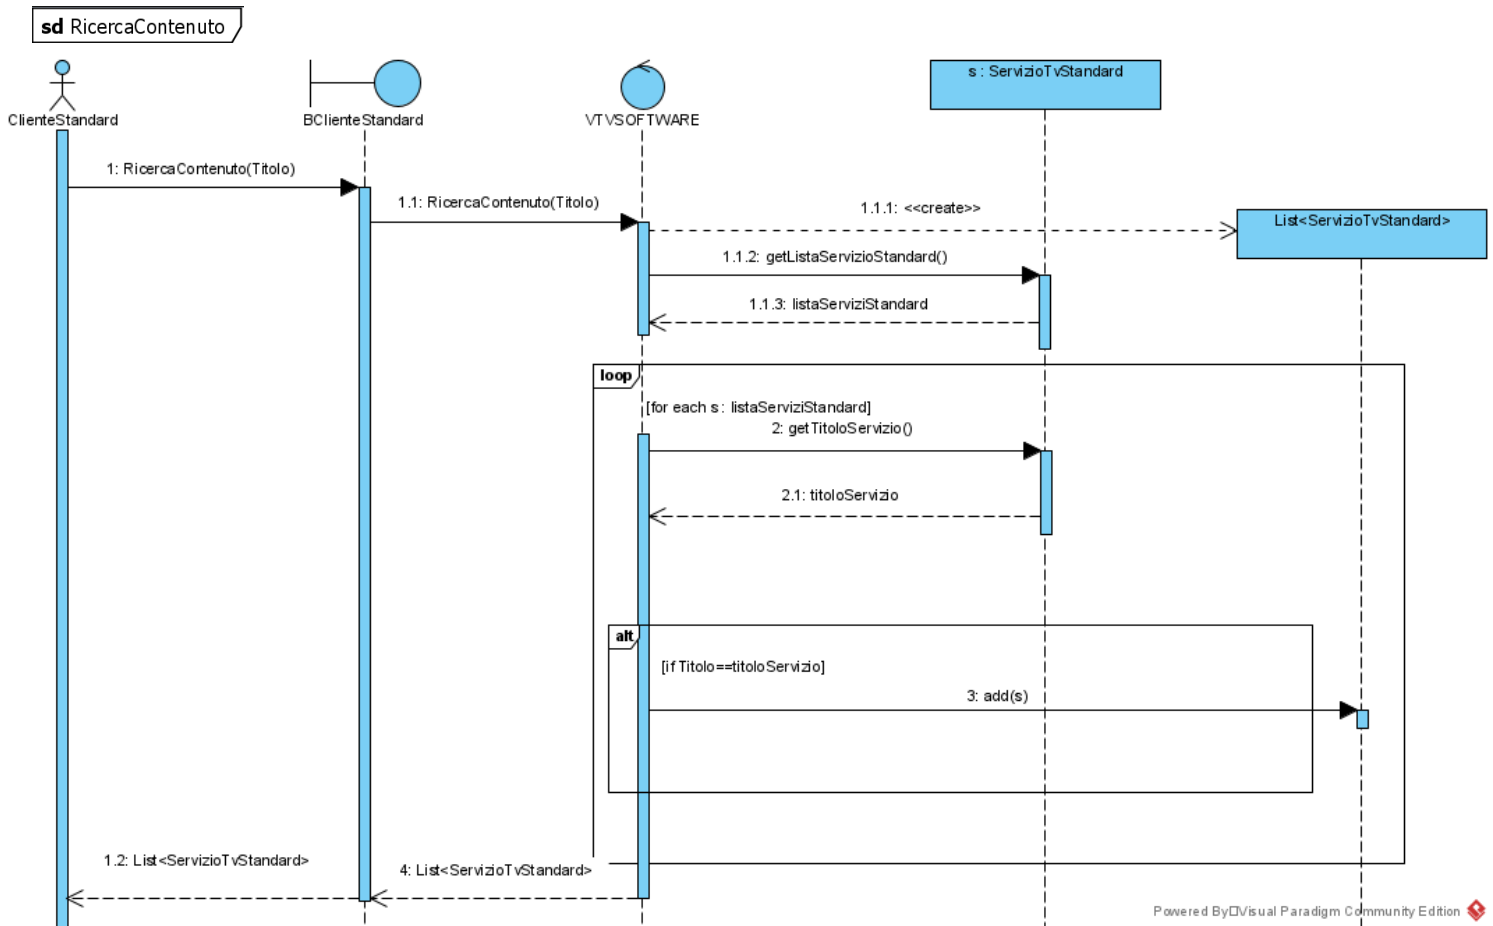 sd RicercaContenuto
s : ServizioTvStandard
ClienteStandard
BClienteStandard
VTVSOFTWARE
1: RicercaContenuto(Titolo)
1.1: RicercaContenuto(Titolo)
1.1.1: <<create>>
List<ServizioTvStandard>
1.1.2: getListaServizioStandard()
1.1.3: listaServiziStandard
loop
[for each s : listaServiziStandard]
2: getTitoloServizio()
2.1: titoloServizio
alt
[if Titolo==titoloServizio]
3: add(s)
1.2: List<ServizioTvStandard>
4: List<ServizioTvStandard>
Powered By□Visual Paradigm Community Edition